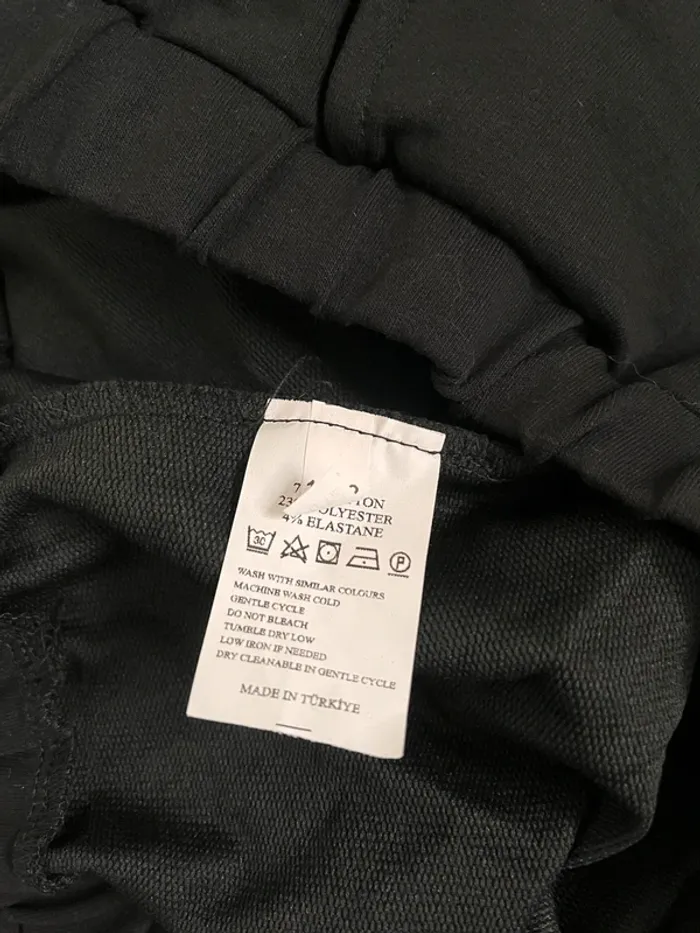 POLYESTER
4% ELASTANE
30 P
WASH WITH SIMILAR COLOURS
MACHINE WASH COLD
GENTLE CYCLE
DO NOT BLEACH
TUMBLE DRY LOW
LOW IRON IF NEEDED
DRY CLEANABLE IN GENTLE CYCLE
MADE IN TÜRKİYE